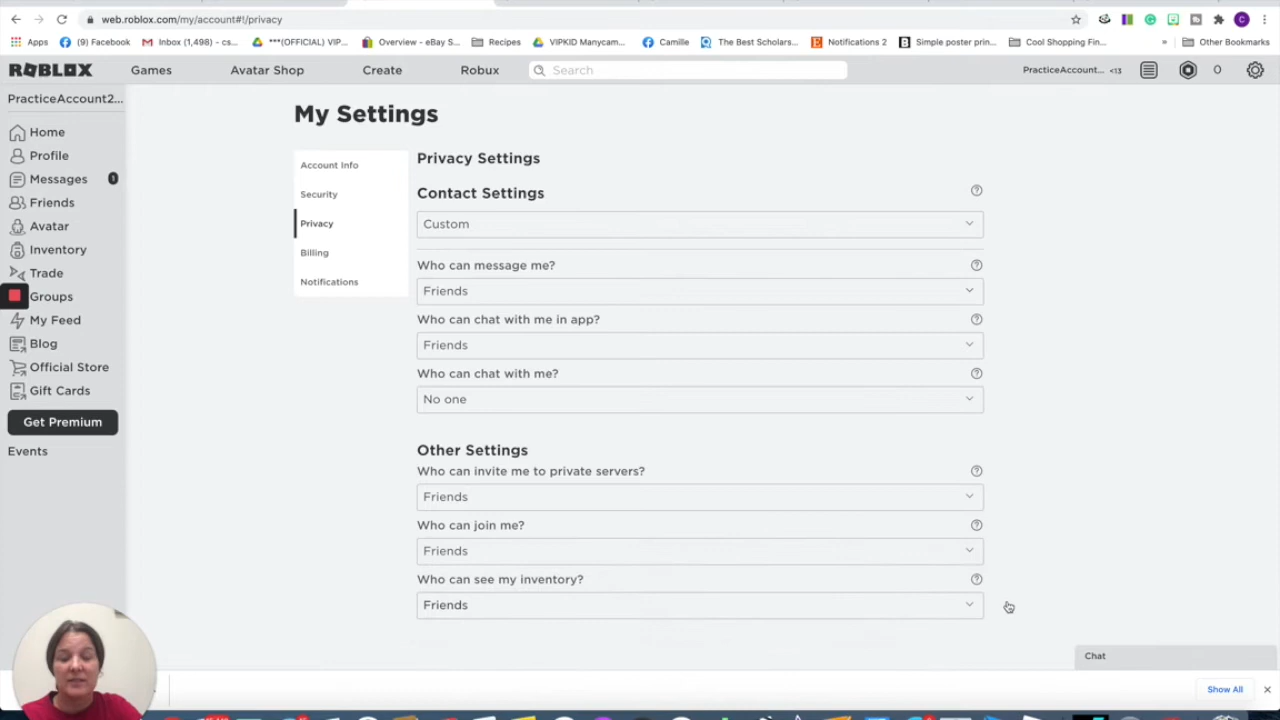 web.roblox.com/my/account#!/privacy
C
Apps
(9) Facebook
Inbox (1,498) - cs...
***(OFFICIAL) VIP...
Overview - eBay S...
Recipes
VIPKID Manycam...
Camille
The Best Scholars...
Notifications 2
Simple poster prin...
Cool Shopping Fin...
»
Other Bookmarks
ROBLOX
Games
Avatar Shop
Create
Robux
Search
PracticeAccount... <13
0
PracticeAccount2...
Home
Profile
Messages 1
Friends
Avatar
Inventory
Trade
Groups
My Feed
Blog
Official Store
Gift Cards
Get Premium
Events
My Settings
Account Info
Security
Privacy
Billing
Notifications
Privacy Settings
Contact Settings
Custom
Who can message me?
Friends
Who can chat with me in app?
Friends
Who can chat with me?
No one
Other Settings
Who can invite me to private servers?
Friends
Who can join me?
Friends
Who can see my inventory?
Friends
Chat
Show All